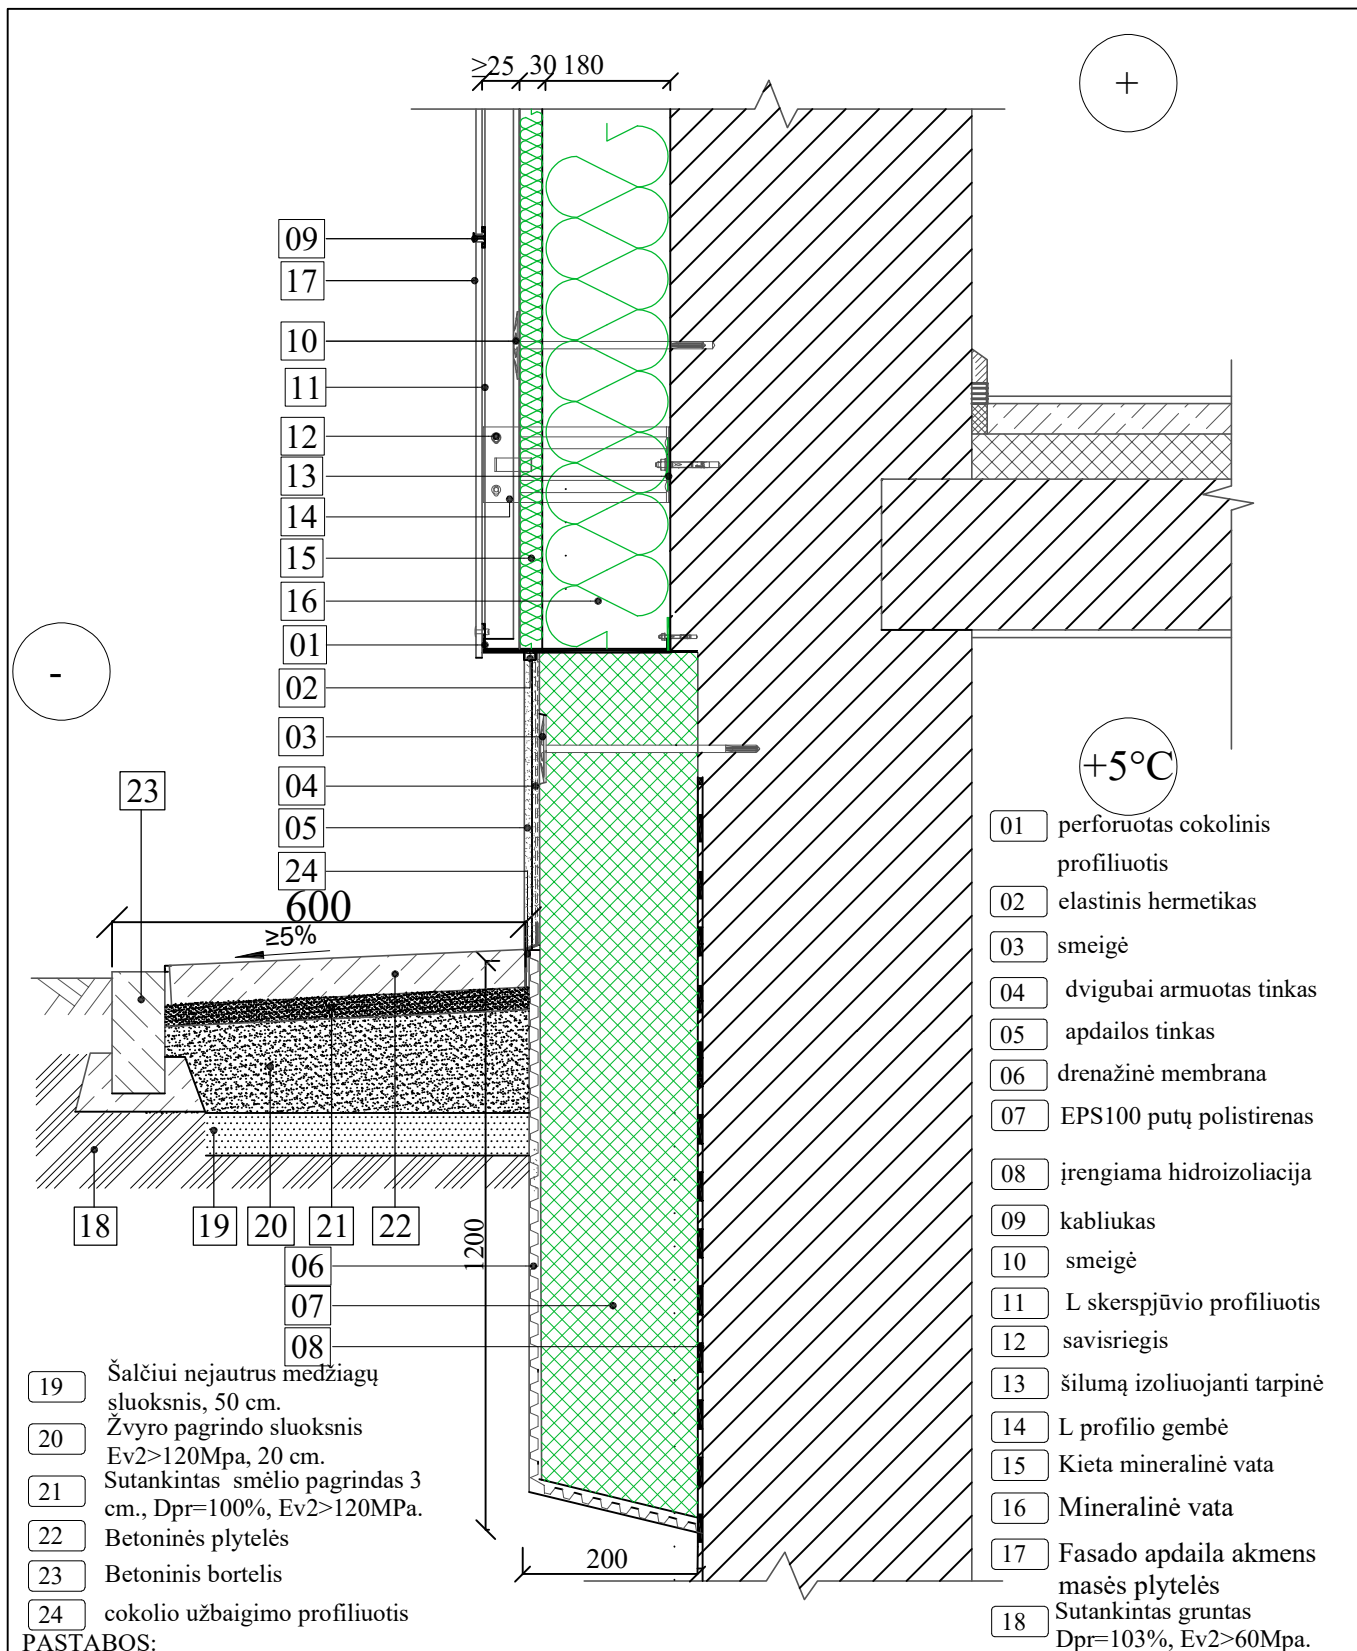 ≥25 30 180
+
09
17
10
11
12
13
14
15
16
01
02
-
03
04
05
24
23
600
≥5%
+5°C
18
19
20
21
22
1200
06
07
08
200
01 perforuotas cokolinis
profiliuotis
02 elastinis hermetikas
03 smeigė
04 dvigubai armuotas tinkas
05 apdailos tinkas
06 drenažinė membrana
07 EPS100 putų polistirenas
08 įrengiama hidroizoliacija
09 kabliukas
10 smeigė
11 L skerspjūvio profiliuotis
12 savisriegis
13 šilumą izoliuojanti tarpinė
14 L profilio gembė
15 Kieta mineralinė vata
16 Mineralinė vata
17 Fasado apdaila akmens
masės plytelės
18 Sutankintas gruntas
Dpr=103%, Ev2>60Mpa.
19 Šalčiui nejautrus medžiagų
sluoksnis, 50 cm.
20 Žvyro pagrindo sluoksnis
Ev2>120Mpa, 20 cm.
21 Sutankintas smėlio pagrindas 3
cm., Dpr=100%, Ev2>120MPa.
22 Betoninės plytelės
23 Betoninis bortelis
24 cokolio užbaigimo profiliuotis
PASTABOS: